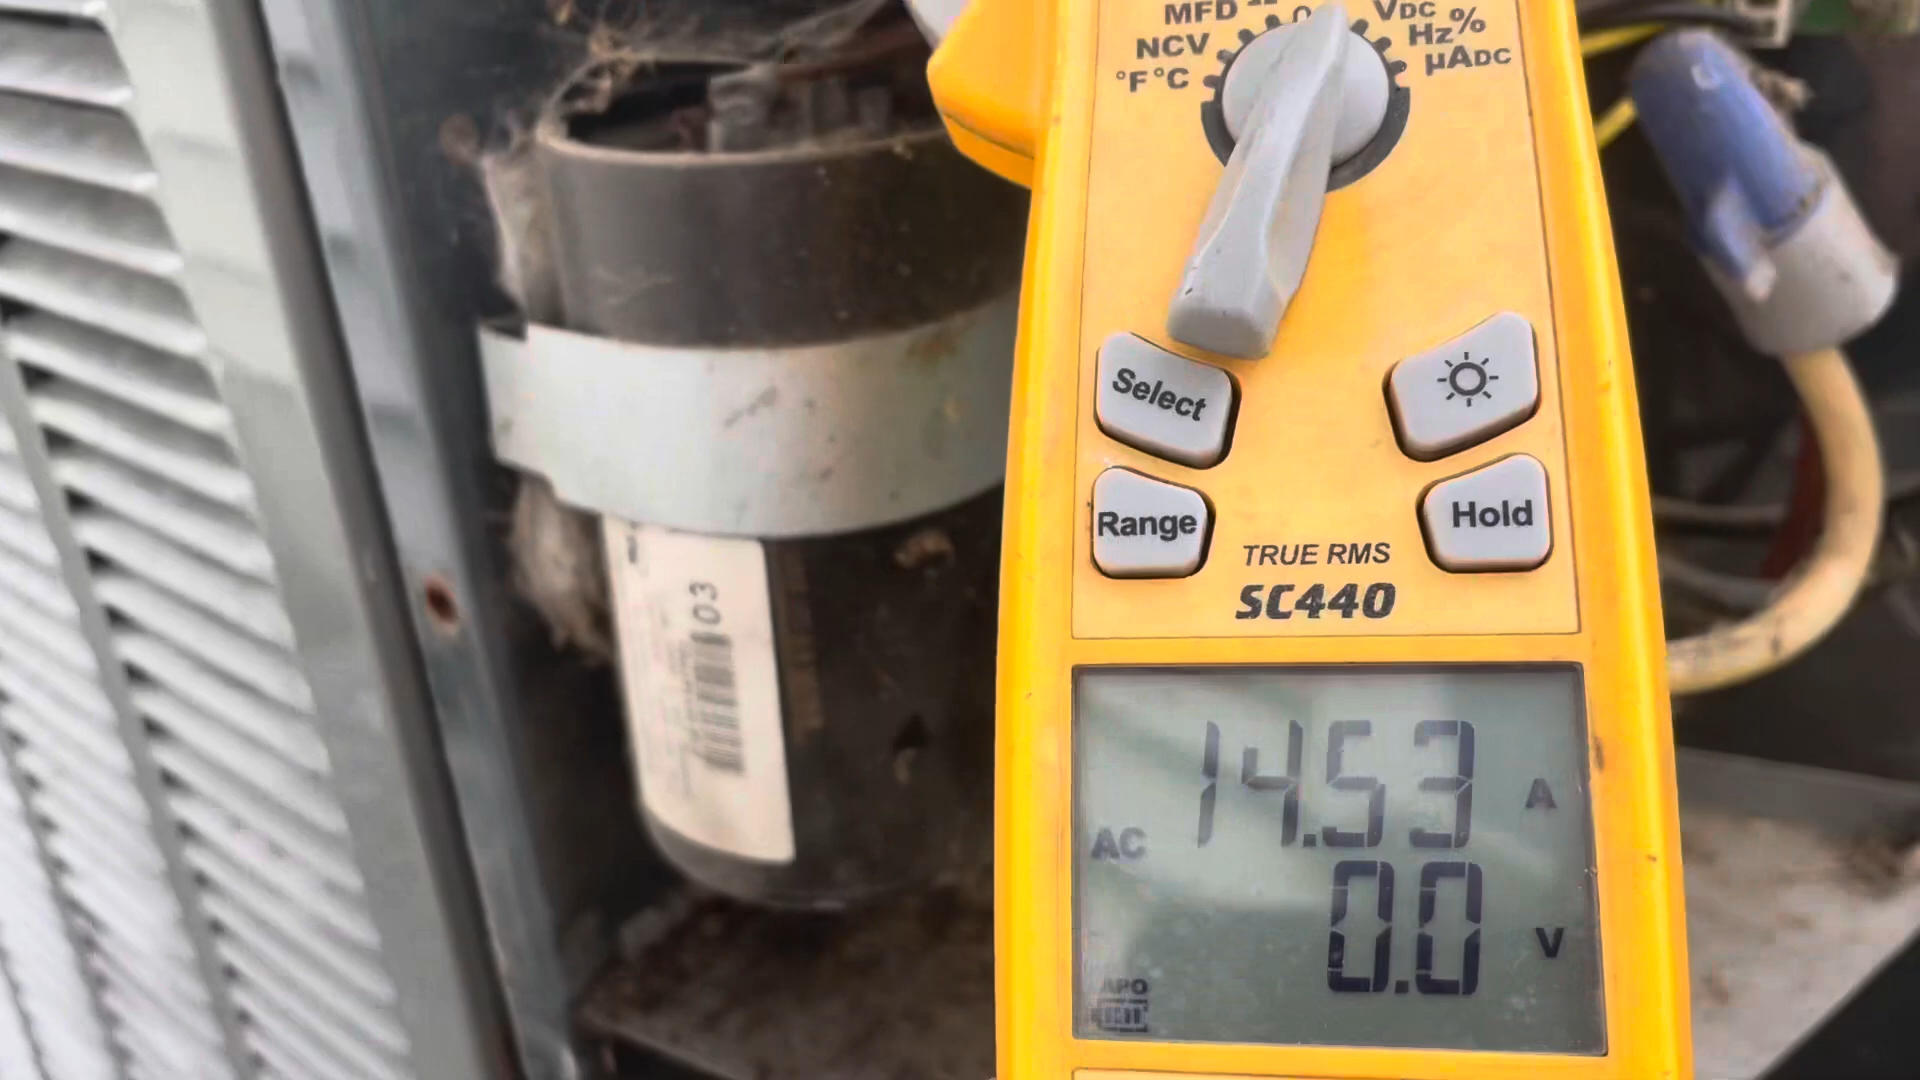 MFD Ω
VDC
Hz%
NCV
µADC
°F°C
Select
Range
Hold
TRUE RMS
SC440
14.53 A
AC
0.0 V
APO
03